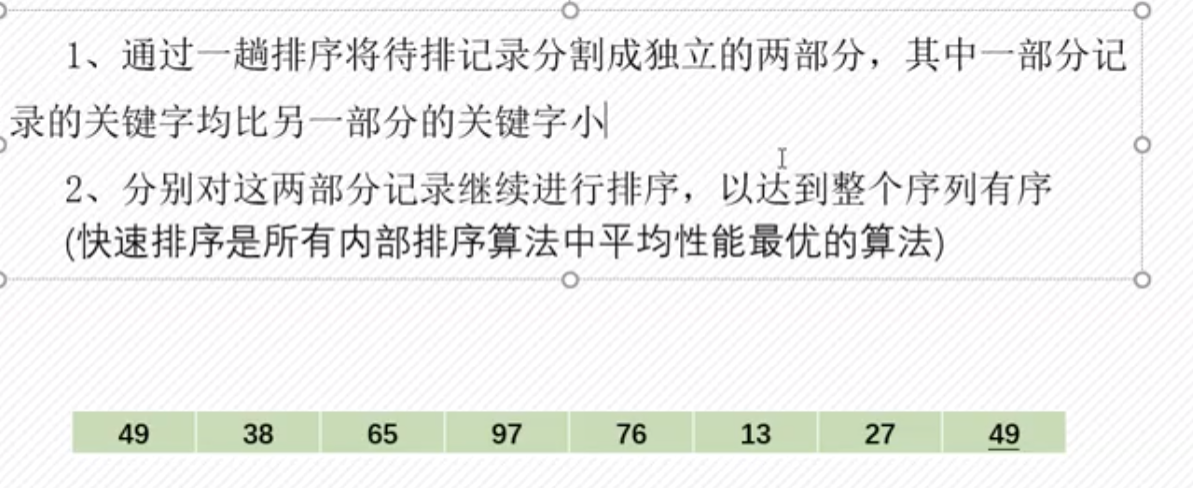 1、通过一趟排序将待排记录分割成独立的两部分，其中一部分记
录的关键字均比另一部分的关键字小
2、分别对这两部分记录继续进行排序，以达到整个序列有序
(快速排序是所有内部排序算法中平均性能最优的算法)
49 38 65 97 76 13 27 49